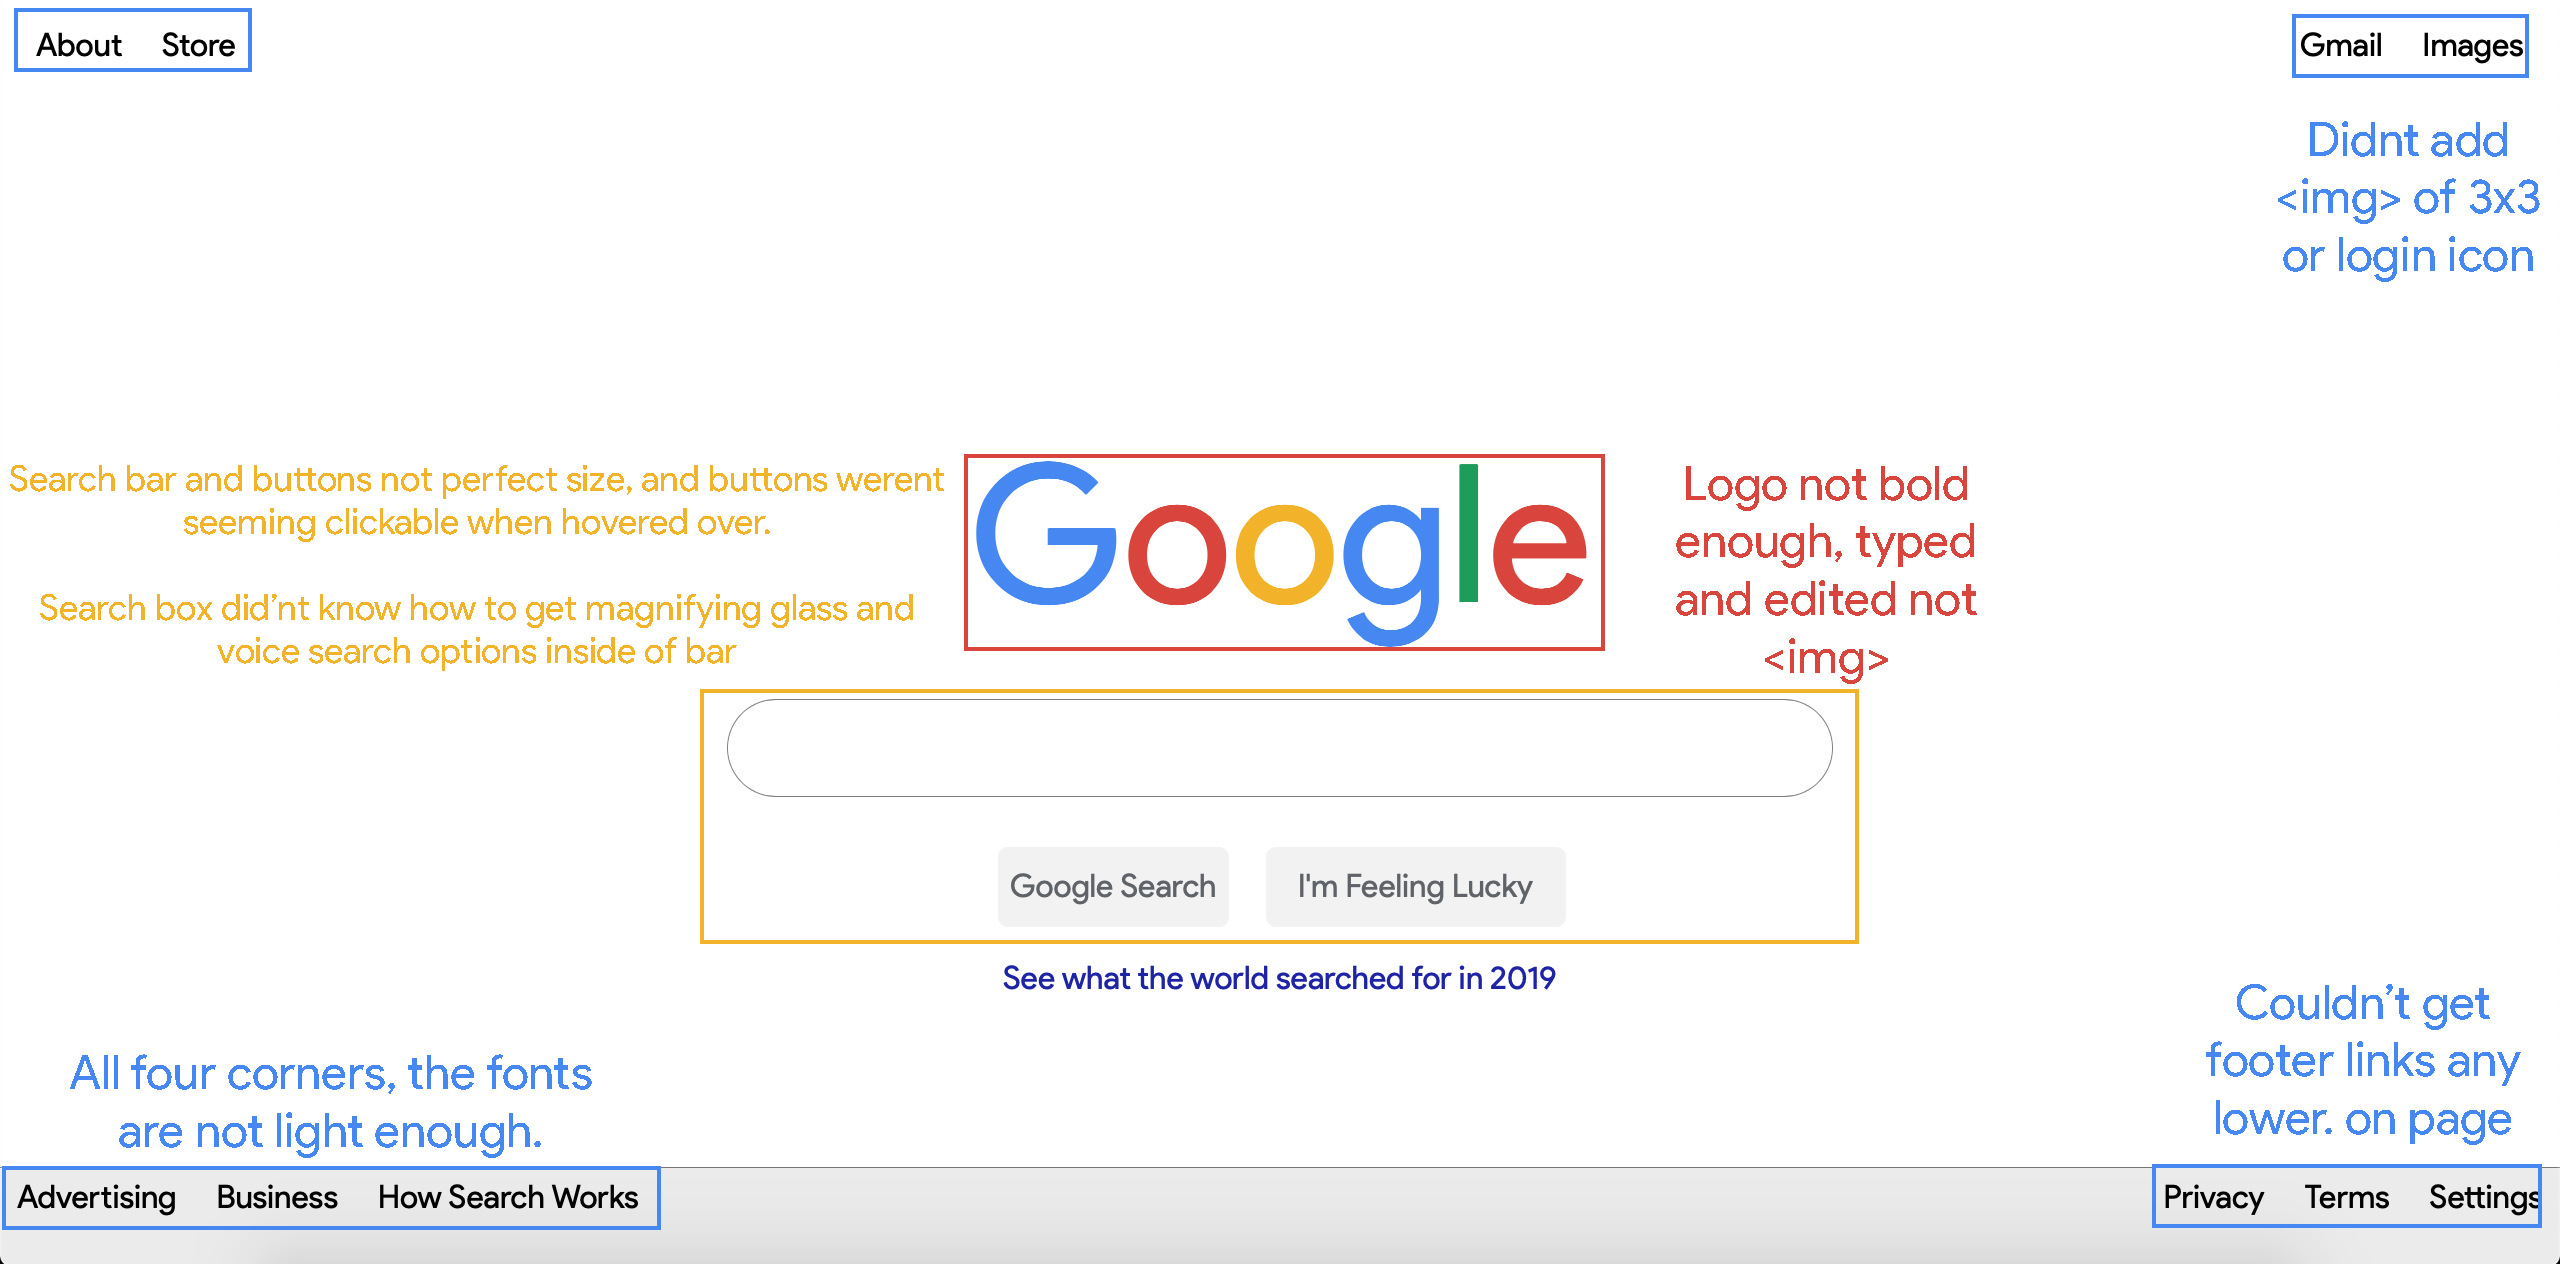 About Store
Gmail Images
Didnt add
<img> of 3x3
or login icon
Search bar and buttons not perfect size, and buttons werent
seeming clickable when hovered over.
Search box did’nt know how to get magnifying glass and
voice search options inside of bar
Google
Logo not bold
enough, typed
and edited not
<img>
Google Search
I'm Feeling Lucky
See what the world searched for in 2019
All four corners, the fonts
are not light enough.
Couldn’t get
footer links any
lower. on page
Advertising Business How Search Works
Privacy Terms Settings